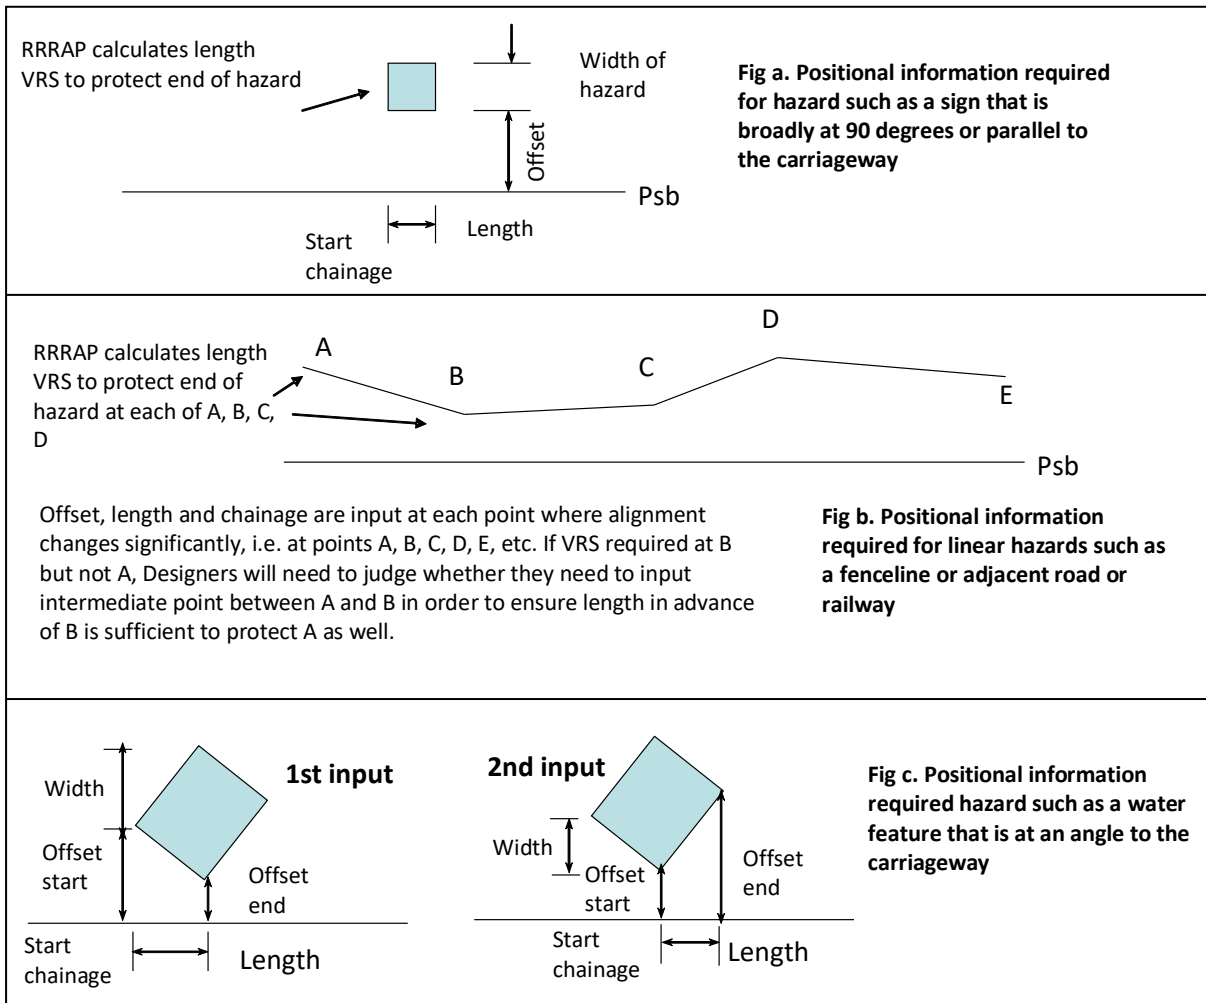 RRRAP calculates length
VRS to protect end of hazard
Width of
hazard
Offset
Psb
Start
chainage
Length
Fig a. Positional information required
for hazard such as a sign that is
broadly at 90 degrees or parallel to
the carriageway
RRRAP calculates length
VRS to protect end of
hazard at each of A, B, C,
D
A
B
C
D
E
Psb
Offset, length and chainage are input at each point where alignment
changes significantly, i.e. at points A, B, C, D, E, etc. If VRS required at B
but not A, Designers will need to judge whether they need to input
intermediate point between A and B in order to ensure length in advance
of B is sufficient to protect A as well.
Fig b. Positional information
required for linear hazards such as
a fenceline or adjacent road or
railway
1st input
Width
Offset
start
Offset
end
Start
chainage
Length
2nd input
Width
Offset
start
Offset
end
Start
chainage
Length
Fig c. Positional information
required hazard such as a water
feature that is at an angle to the
carriageway